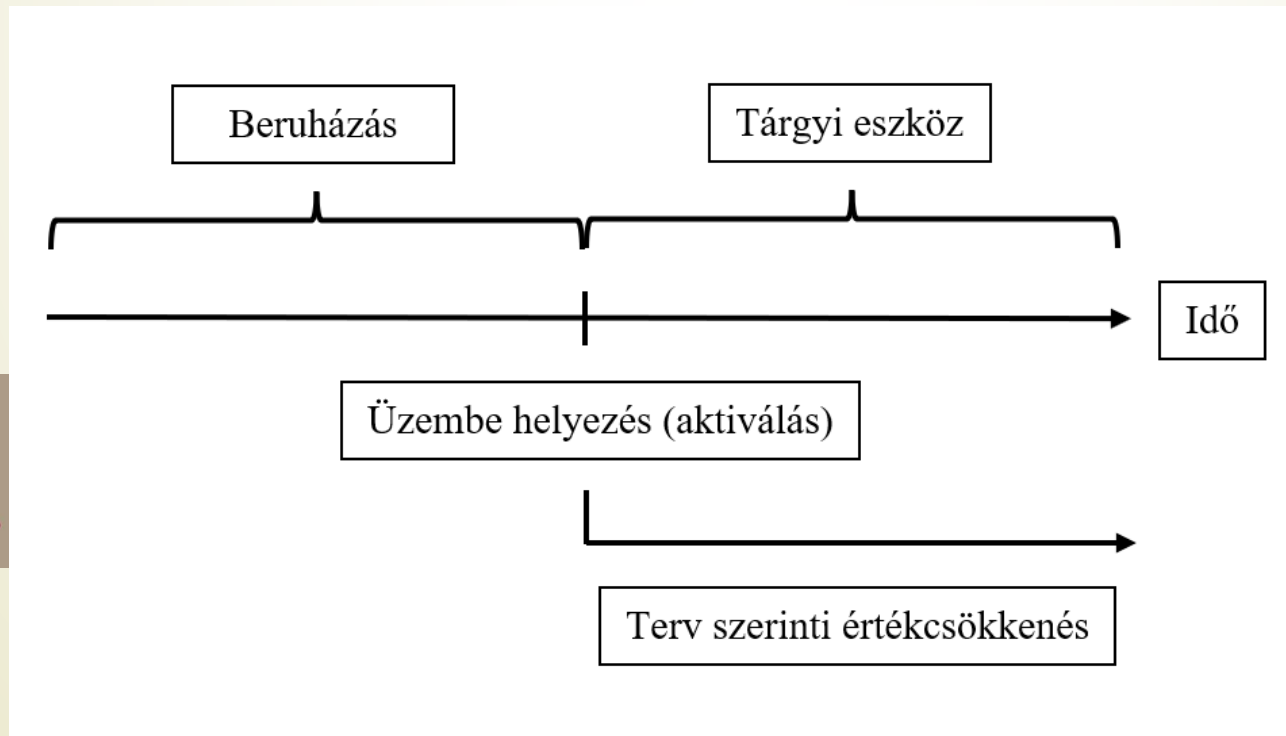 Beruházás
Tárgyi eszköz
Idő
Üzembe helyezés (aktiválás)
Terv szerinti értékcsökkenés